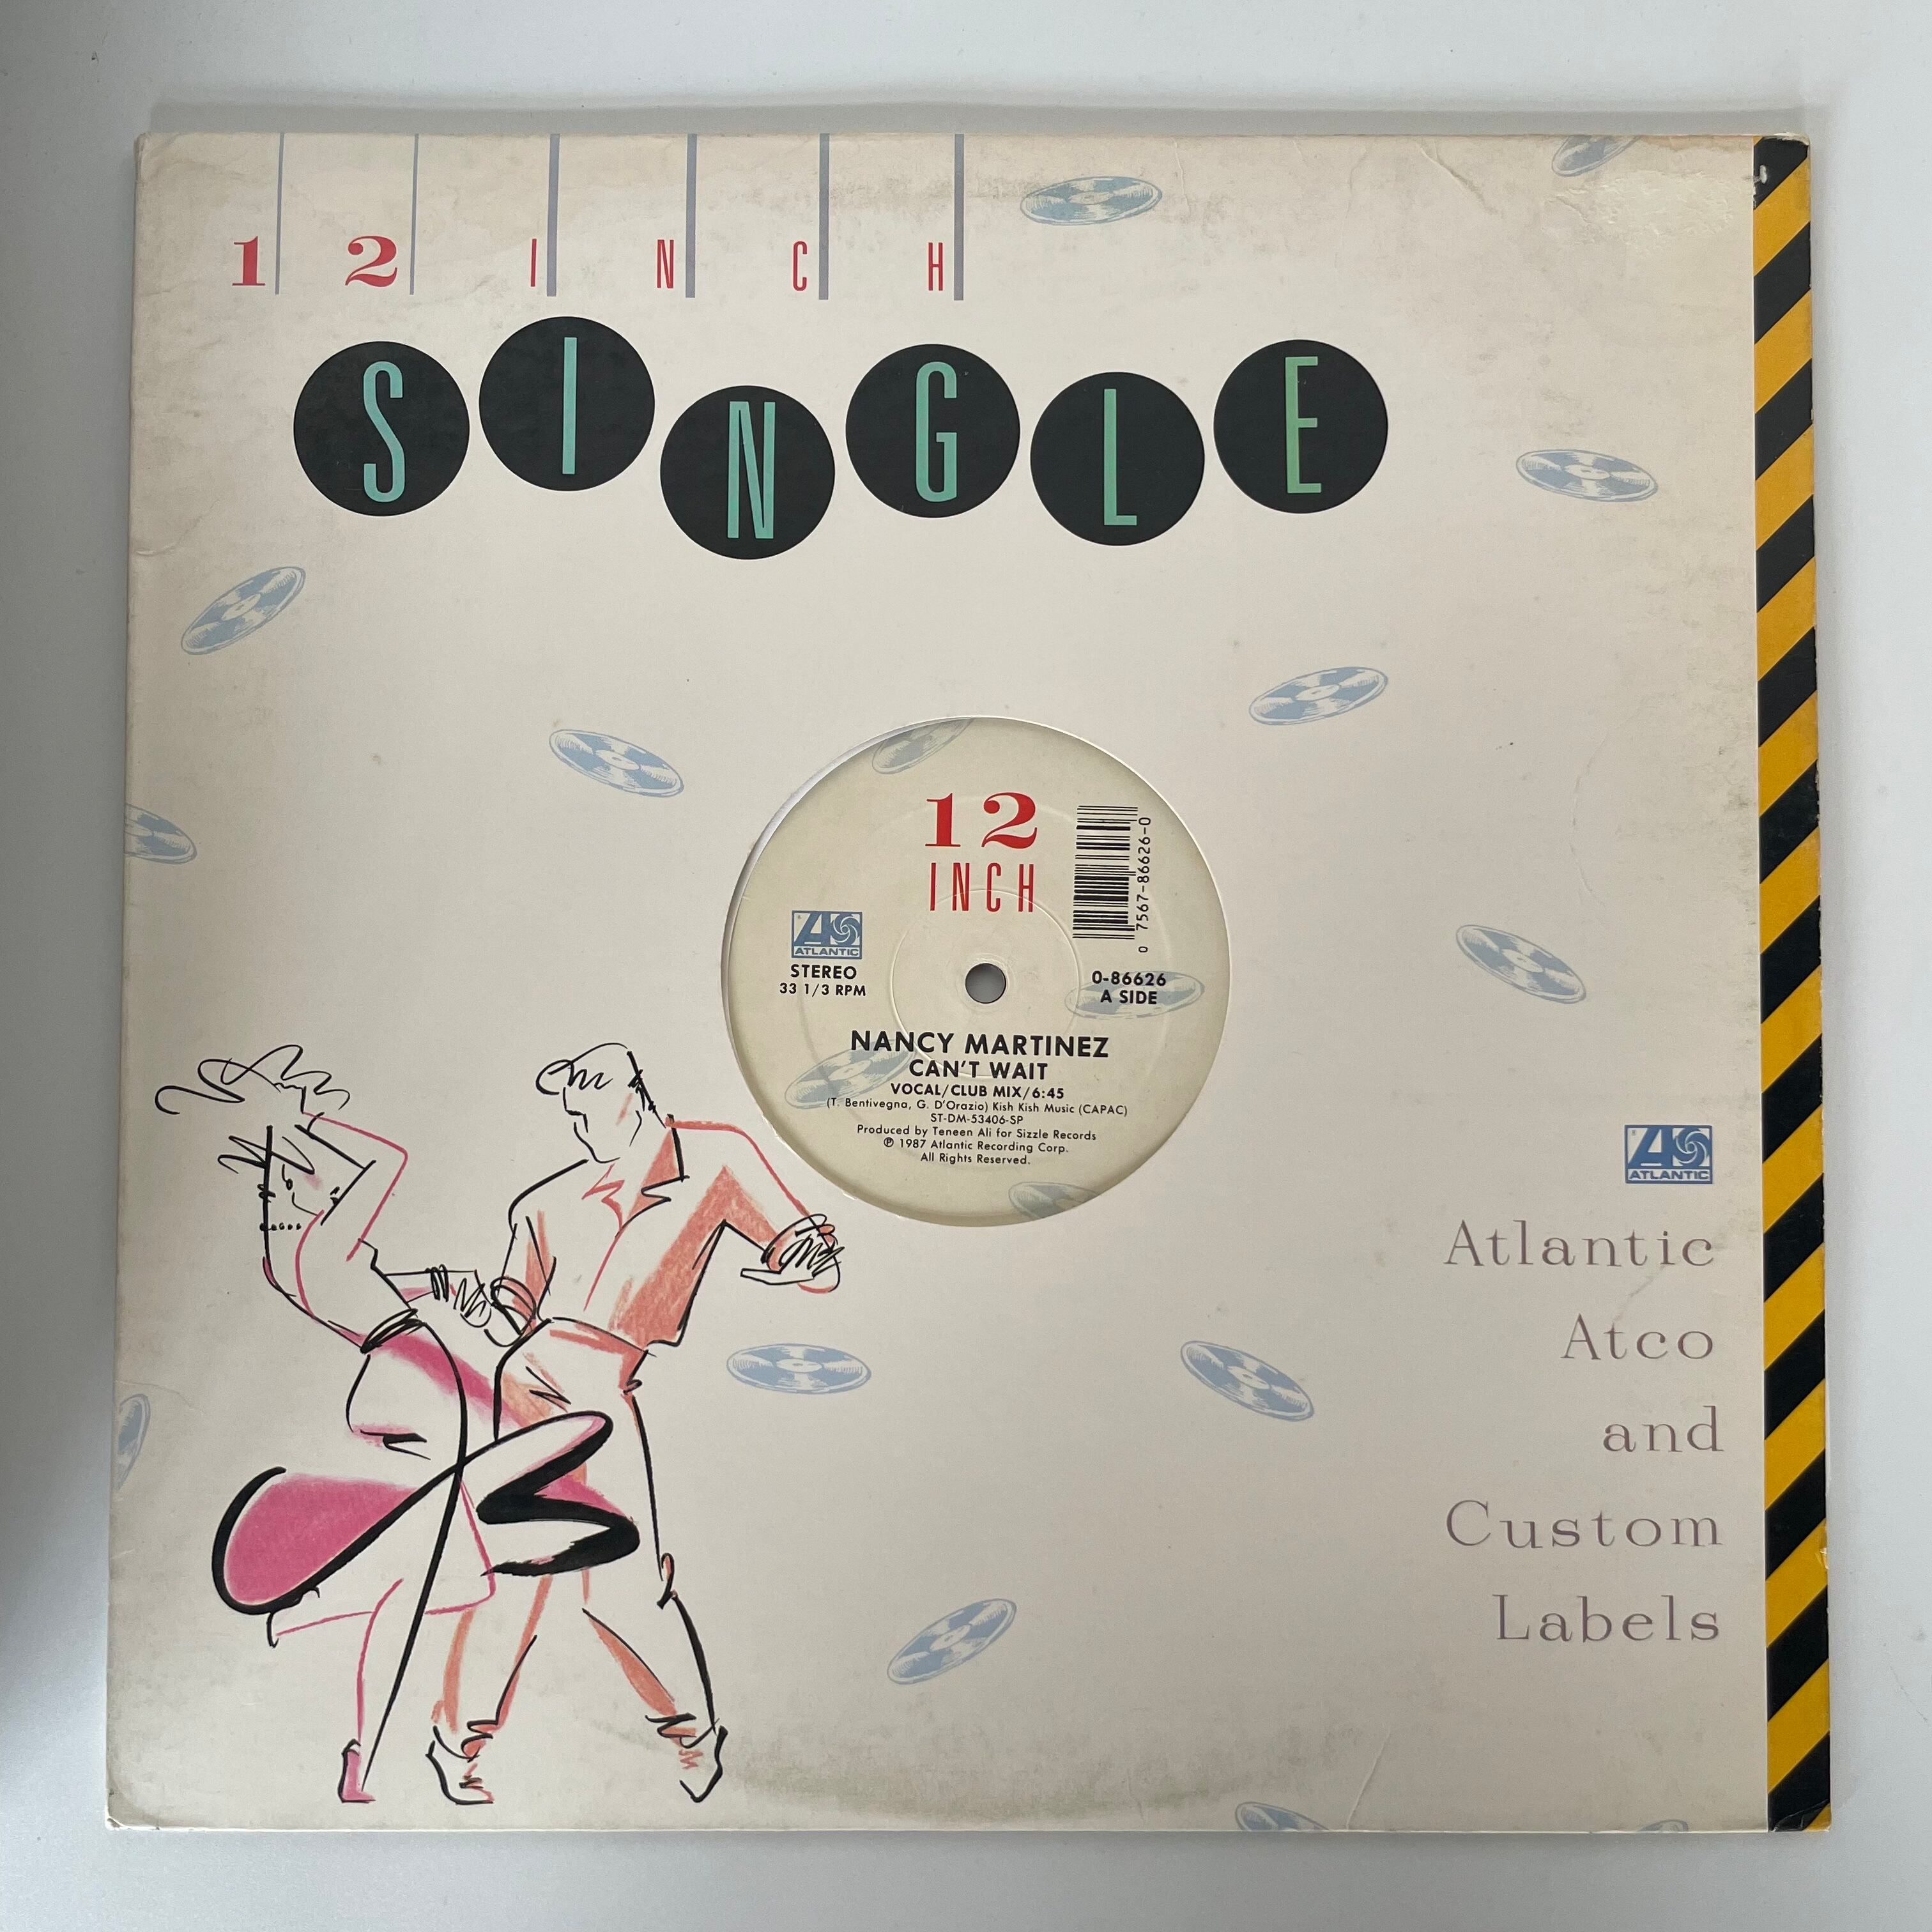 12 INCH
SINGLE
12
INCH
0 7567-86626-0
ATLANTIC
STEREO
33 1/3 RPM
0-86626
A SIDE
NANCY MARTINEZ
CAN'T WAIT
VOCAL/CLUB MIX/6:45
(T. Bentivegna, G. D'Orazio) Kish Kish Music (CAPAC)
ST-DM-53406-SP
Produced by Teneen Ali for Sizzle Records
℗ 1987 Atlantic Recording Corp.
All Rights Reserved.
ATLANTIC
Atlantic
Atco
and
Custom
Labels